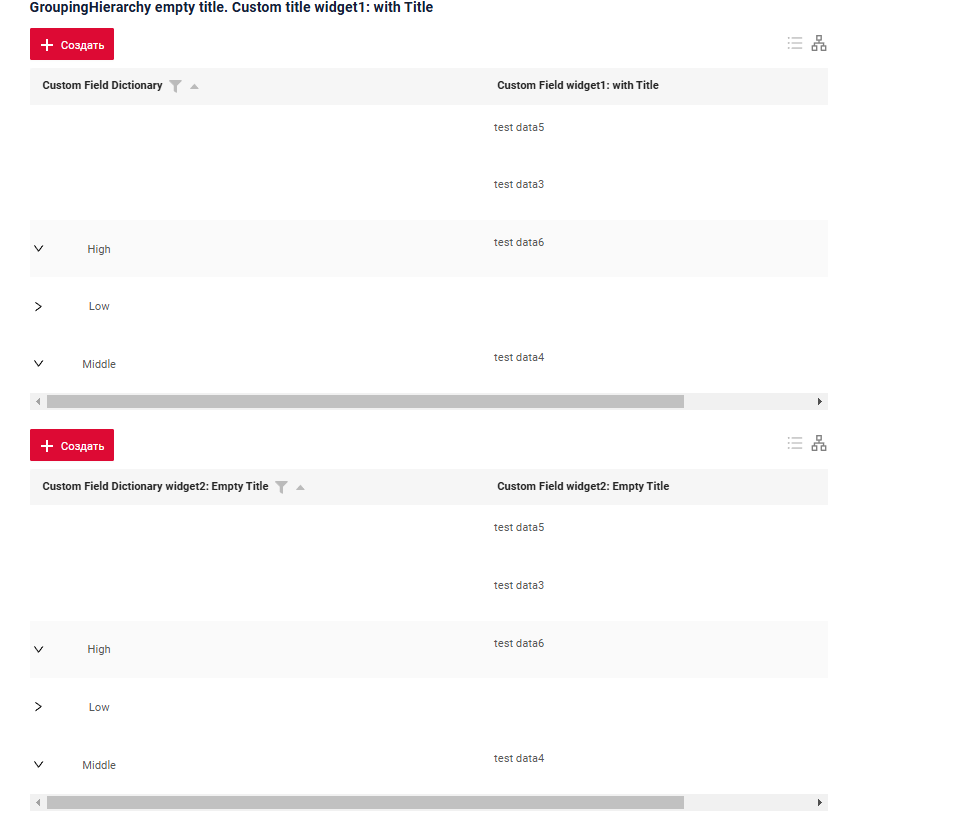 GroupingHierarchy empty title. Custom title widget1: with Title
Создать
Custom Field Dictionary Custom Field widget1: with Title
test data5
test data3
High test data6
Low
Middle test data4
Создать
Custom Field Dictionary widget2: Empty Title Custom Field widget2: Empty Title
test data5
test data3
High test data6
Low
Middle test data4